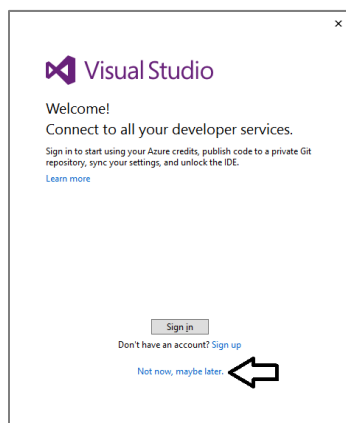 Visual Studio
Welcome!
Connect to all your developer services.
Sign in to start using your Azure credits, publish code to a private Git
repository, sync your settings, and unlock the IDE.
Learn more
Sign in
Don't have an account? Sign up
Not now, maybe later.